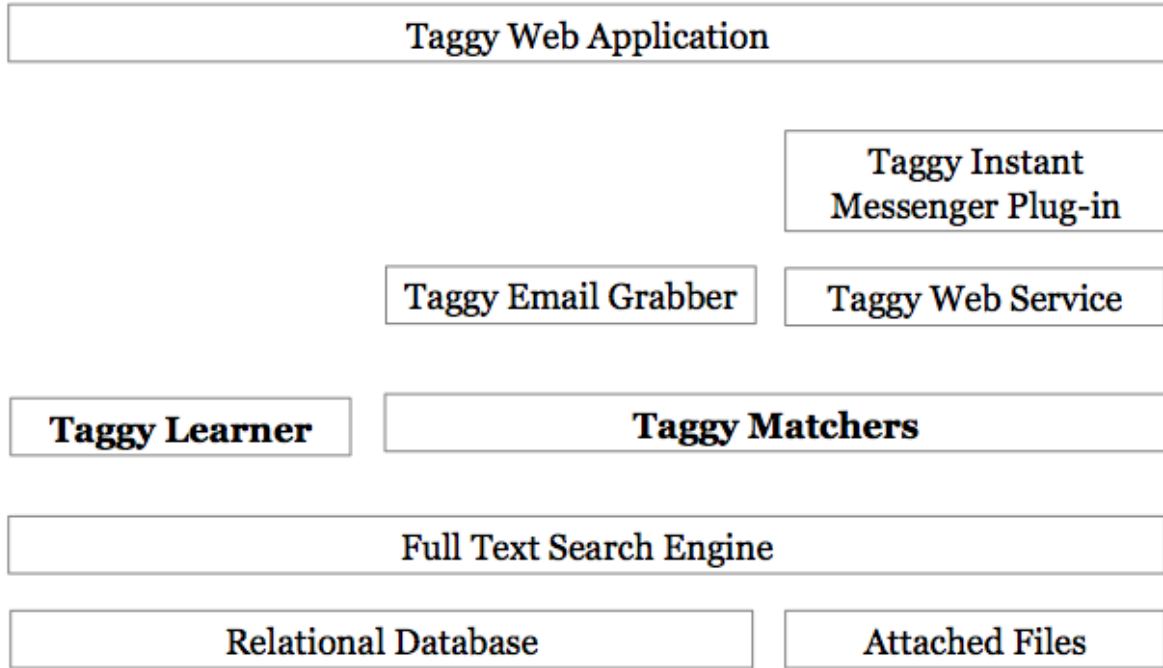 Taggy Web Application
Taggy Instant
Messenger Plug-in
Taggy Email Grabber
Taggy Web Service
Taggy Learner
Taggy Matchers
Full Text Search Engine
Relational Database
Attached Files